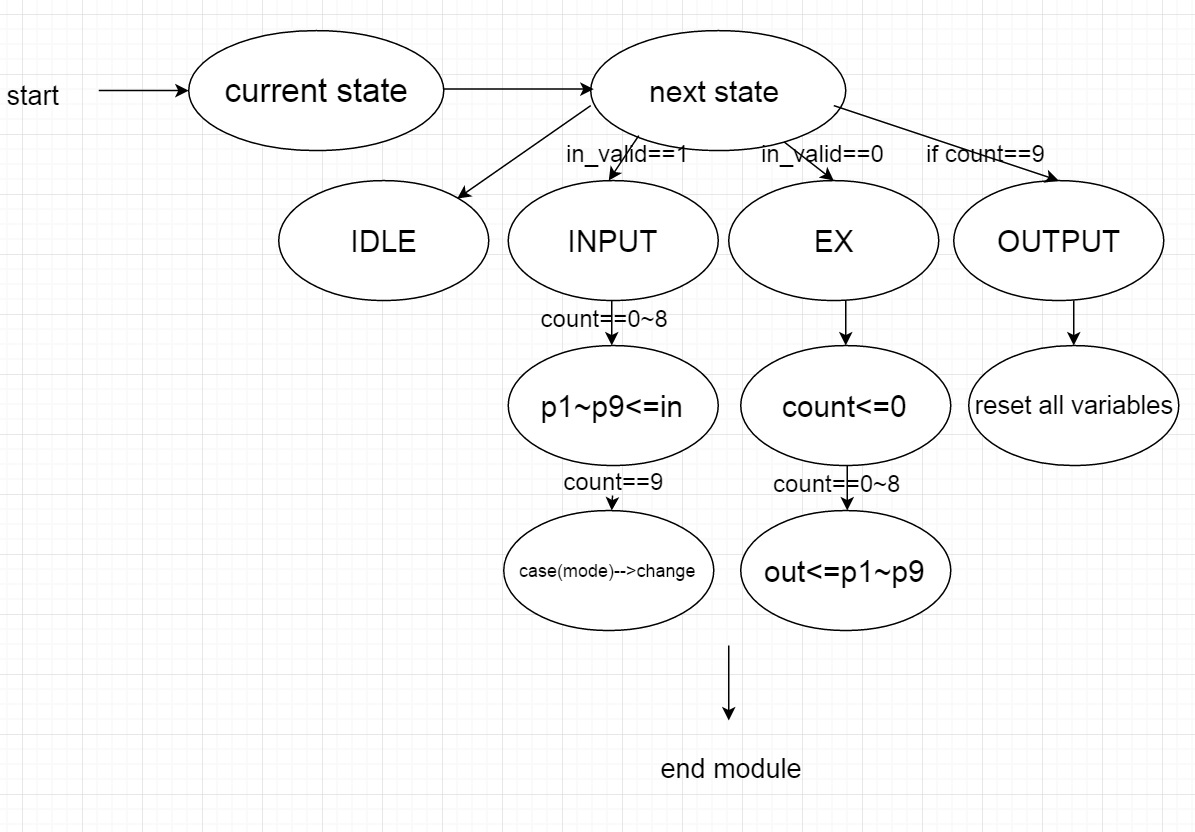 start
current state
next state
in_valid==1
in_valid==0
if count==9
IDLE
INPUT
EX
OUTPUT
count==0~8
p1~p9<=in
count<=0
reset all variables
count==9
count==0~8
case(mode)-->change
out<=p1~p9
end module